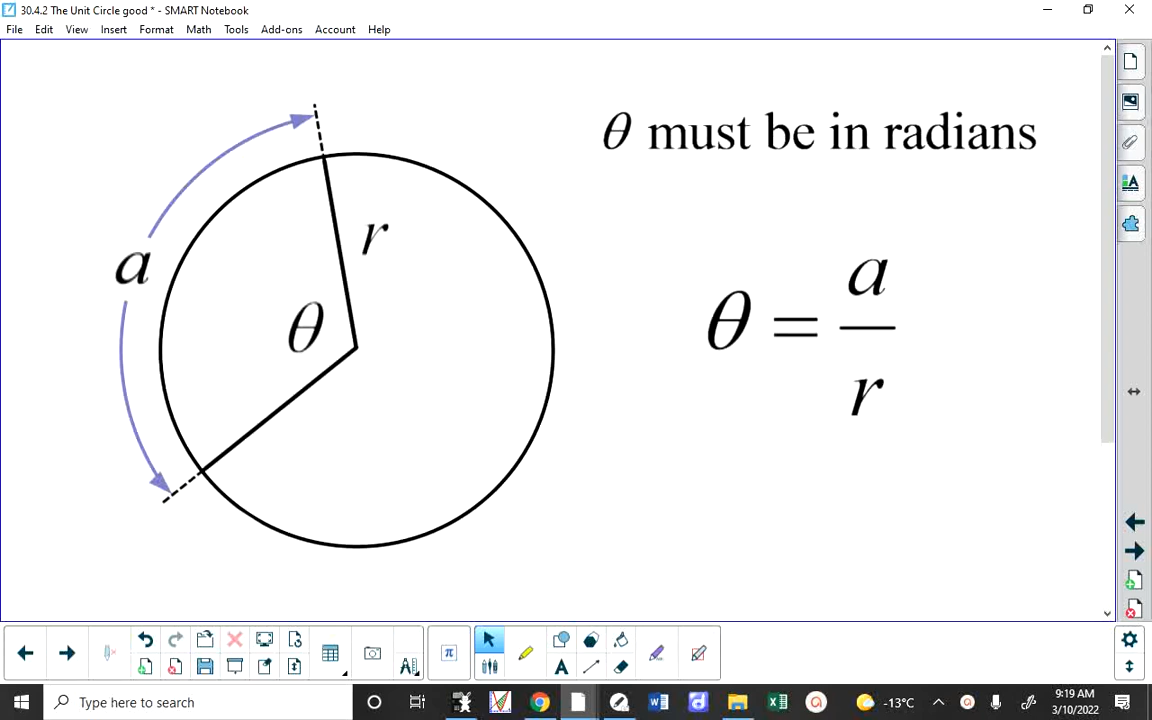 30.4.2 The Unit Circle good * - SMART Notebook
File Edit View Insert Format Math Tools Add-ons Account Help
θ must be in radians
a
r
θ
θ = a/r
π
A
Type here to search
-13°C
9:19 AM
3/10/2022